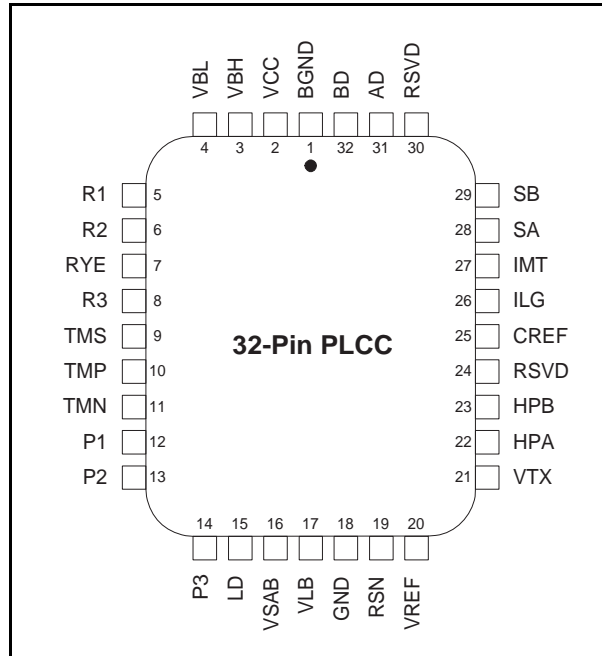 VBL VBH VCC BGND BD AD RSVD
4 3 2 1 32 31 30
R1 5
R2 6
RYE 7
R3 8
TMS 9
TMP 10
TMN 11
P1 12
P2 13
32-Pin PLCC
29 SB
28 SA
27 IMT
26 ILG
25 CREF
24 RSVD
23 HPB
22 HPA
21 VTX
14 15 16 17 18 19 20
P3 LD VSAB VLB GND RSN VREF